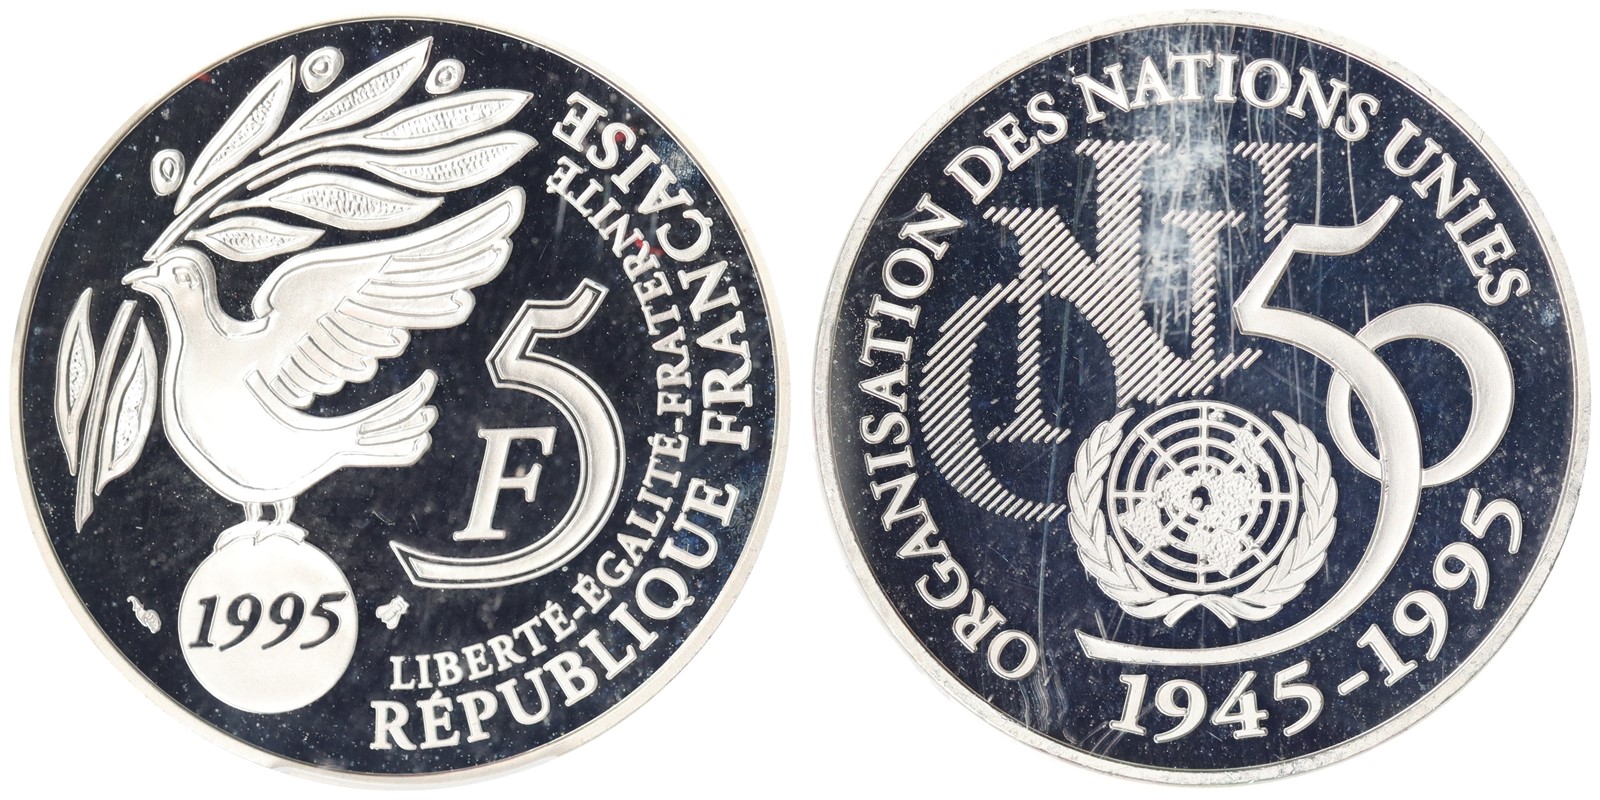 5
F
1995
LIBERTÉ-ÉGALITÉ-FRATERNITÉ
RÉPUBLIQUE FRANÇAISE
ORGANISATION DES NATIONS UNIES
ONU
50
1945-1995